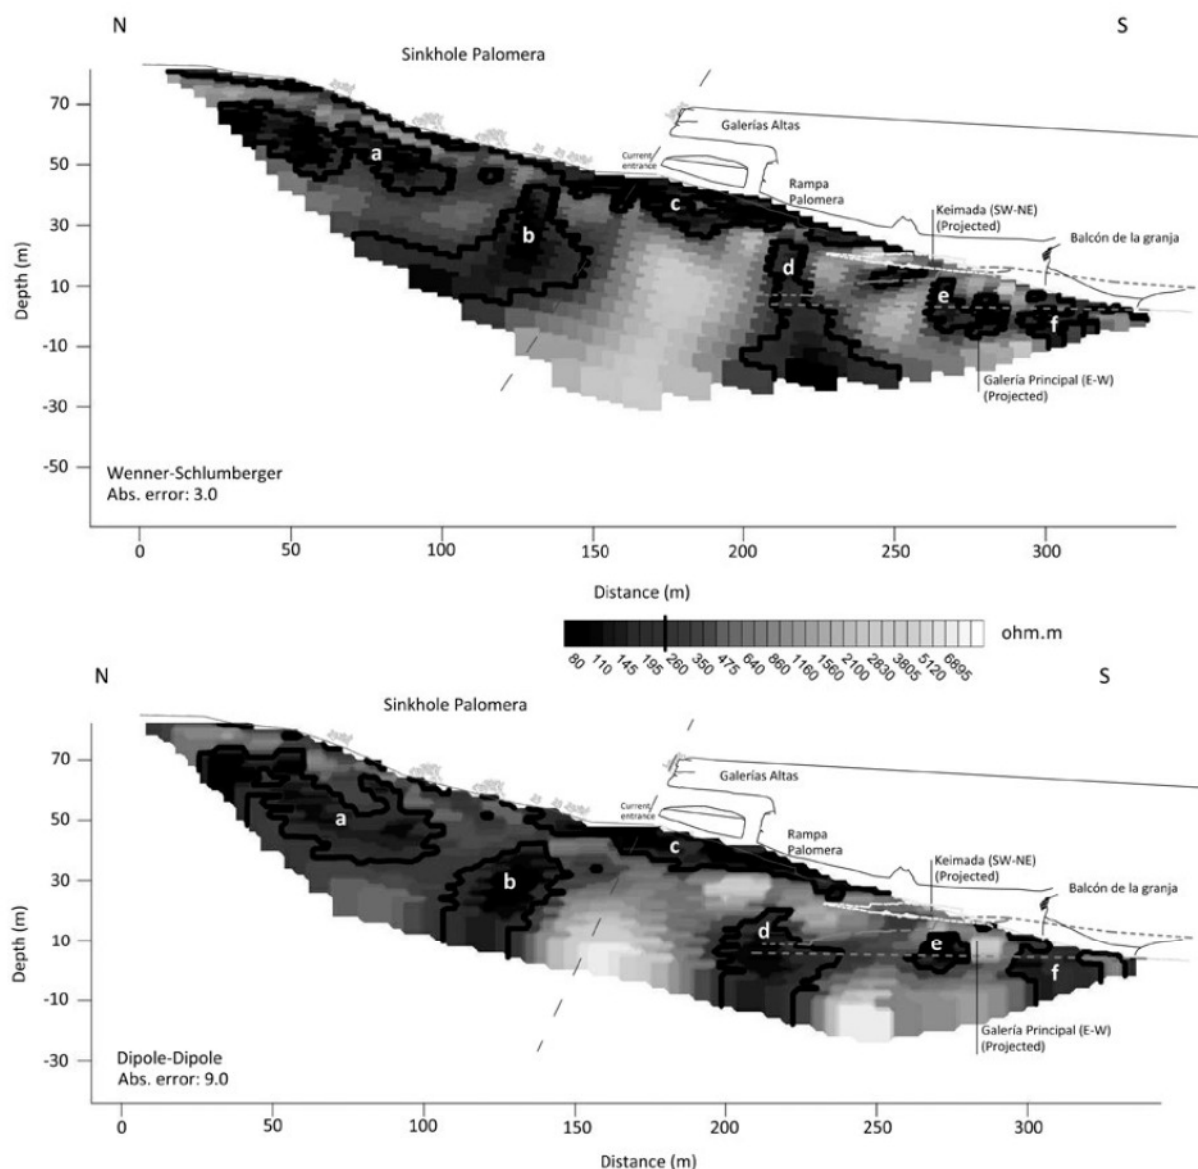 N
S
Sinkhole Palomera
Galerías Altas
Current
entrance
Rampa
Palomera
Keimada (SW-NE)
(Projected)
Balcón de la granja
a
b
c
d
e
f
Galería Principal (E-W)
(Projected)
70
50
30
10
-10
-30
-50
Depth (m)
Wenner-Schlumberger
Abs. error: 3.0
0
50
100
150
200
250
300
Distance (m)
80
110
145
195
260
350
475
640
860
1160
1560
2100
2830
3805
5120
6895
ohm.m
N
S
Sinkhole Palomera
Galerías Altas
Current
entrance
Rampa
Palomera
Keimada (SW-NE)
(Projected)
Balcón de la granja
a
b
c
d
e
f
Galería Principal (E-W)
(Projected)
70
50
30
10
-10
-30
Depth (m)
Dipole-Dipole
Abs. error: 9.0
0
50
100
150
200
250
300
Distance (m)